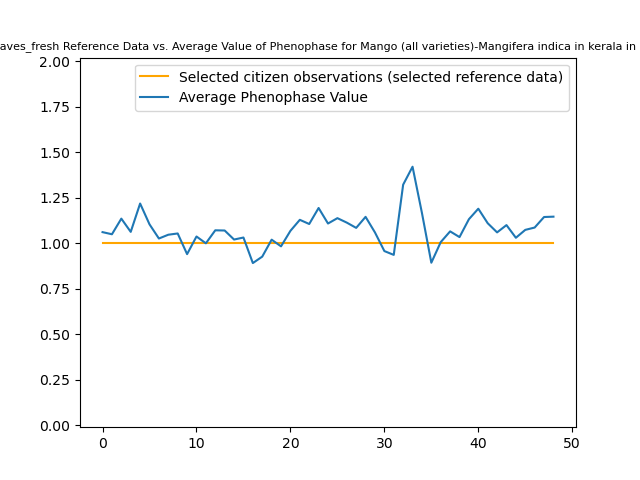 aves_fresh Reference Data vs. Average Value of Phenophase for Mango (all varieties)-Mangifera indica in kerala in
2.00
1.75
1.50
1.25
1.00
0.75
0.50
0.25
0.00
Selected citizen observations (selected reference data)
Average Phenophase Value
0 10 20 30 40 50